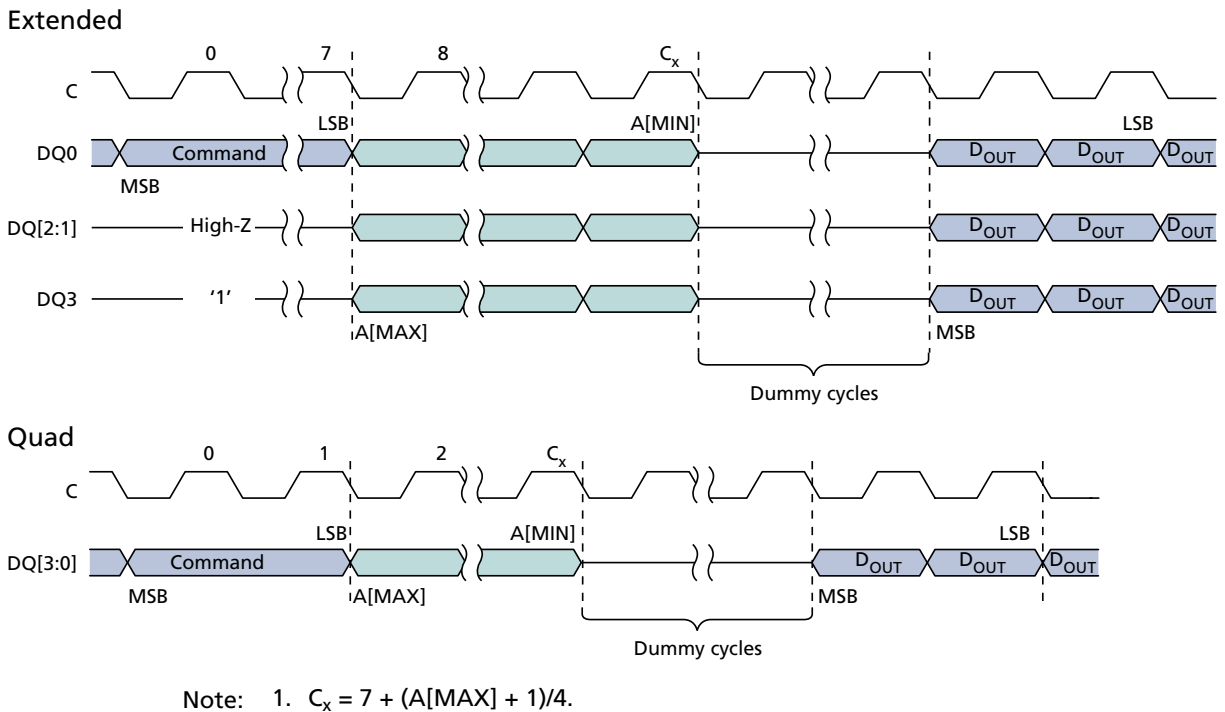 Extended
0 7 8 Cx
C
LSB A[MIN] LSB
DQ0 Command DOUT DOUT DOUT
MSB
DQ[2:1] High-Z DOUT DOUT DOUT
DQ3 ‘1’ DOUT DOUT DOUT
A[MAX] MSB
Dummy cycles
Quad
0 1 2 Cx
C
LSB A[MIN] LSB
DQ[3:0] Command DOUT DOUT DOUT
MSB A[MAX] MSB
Dummy cycles
Note: 1. Cx = 7 + (A[MAX] + 1)/4.